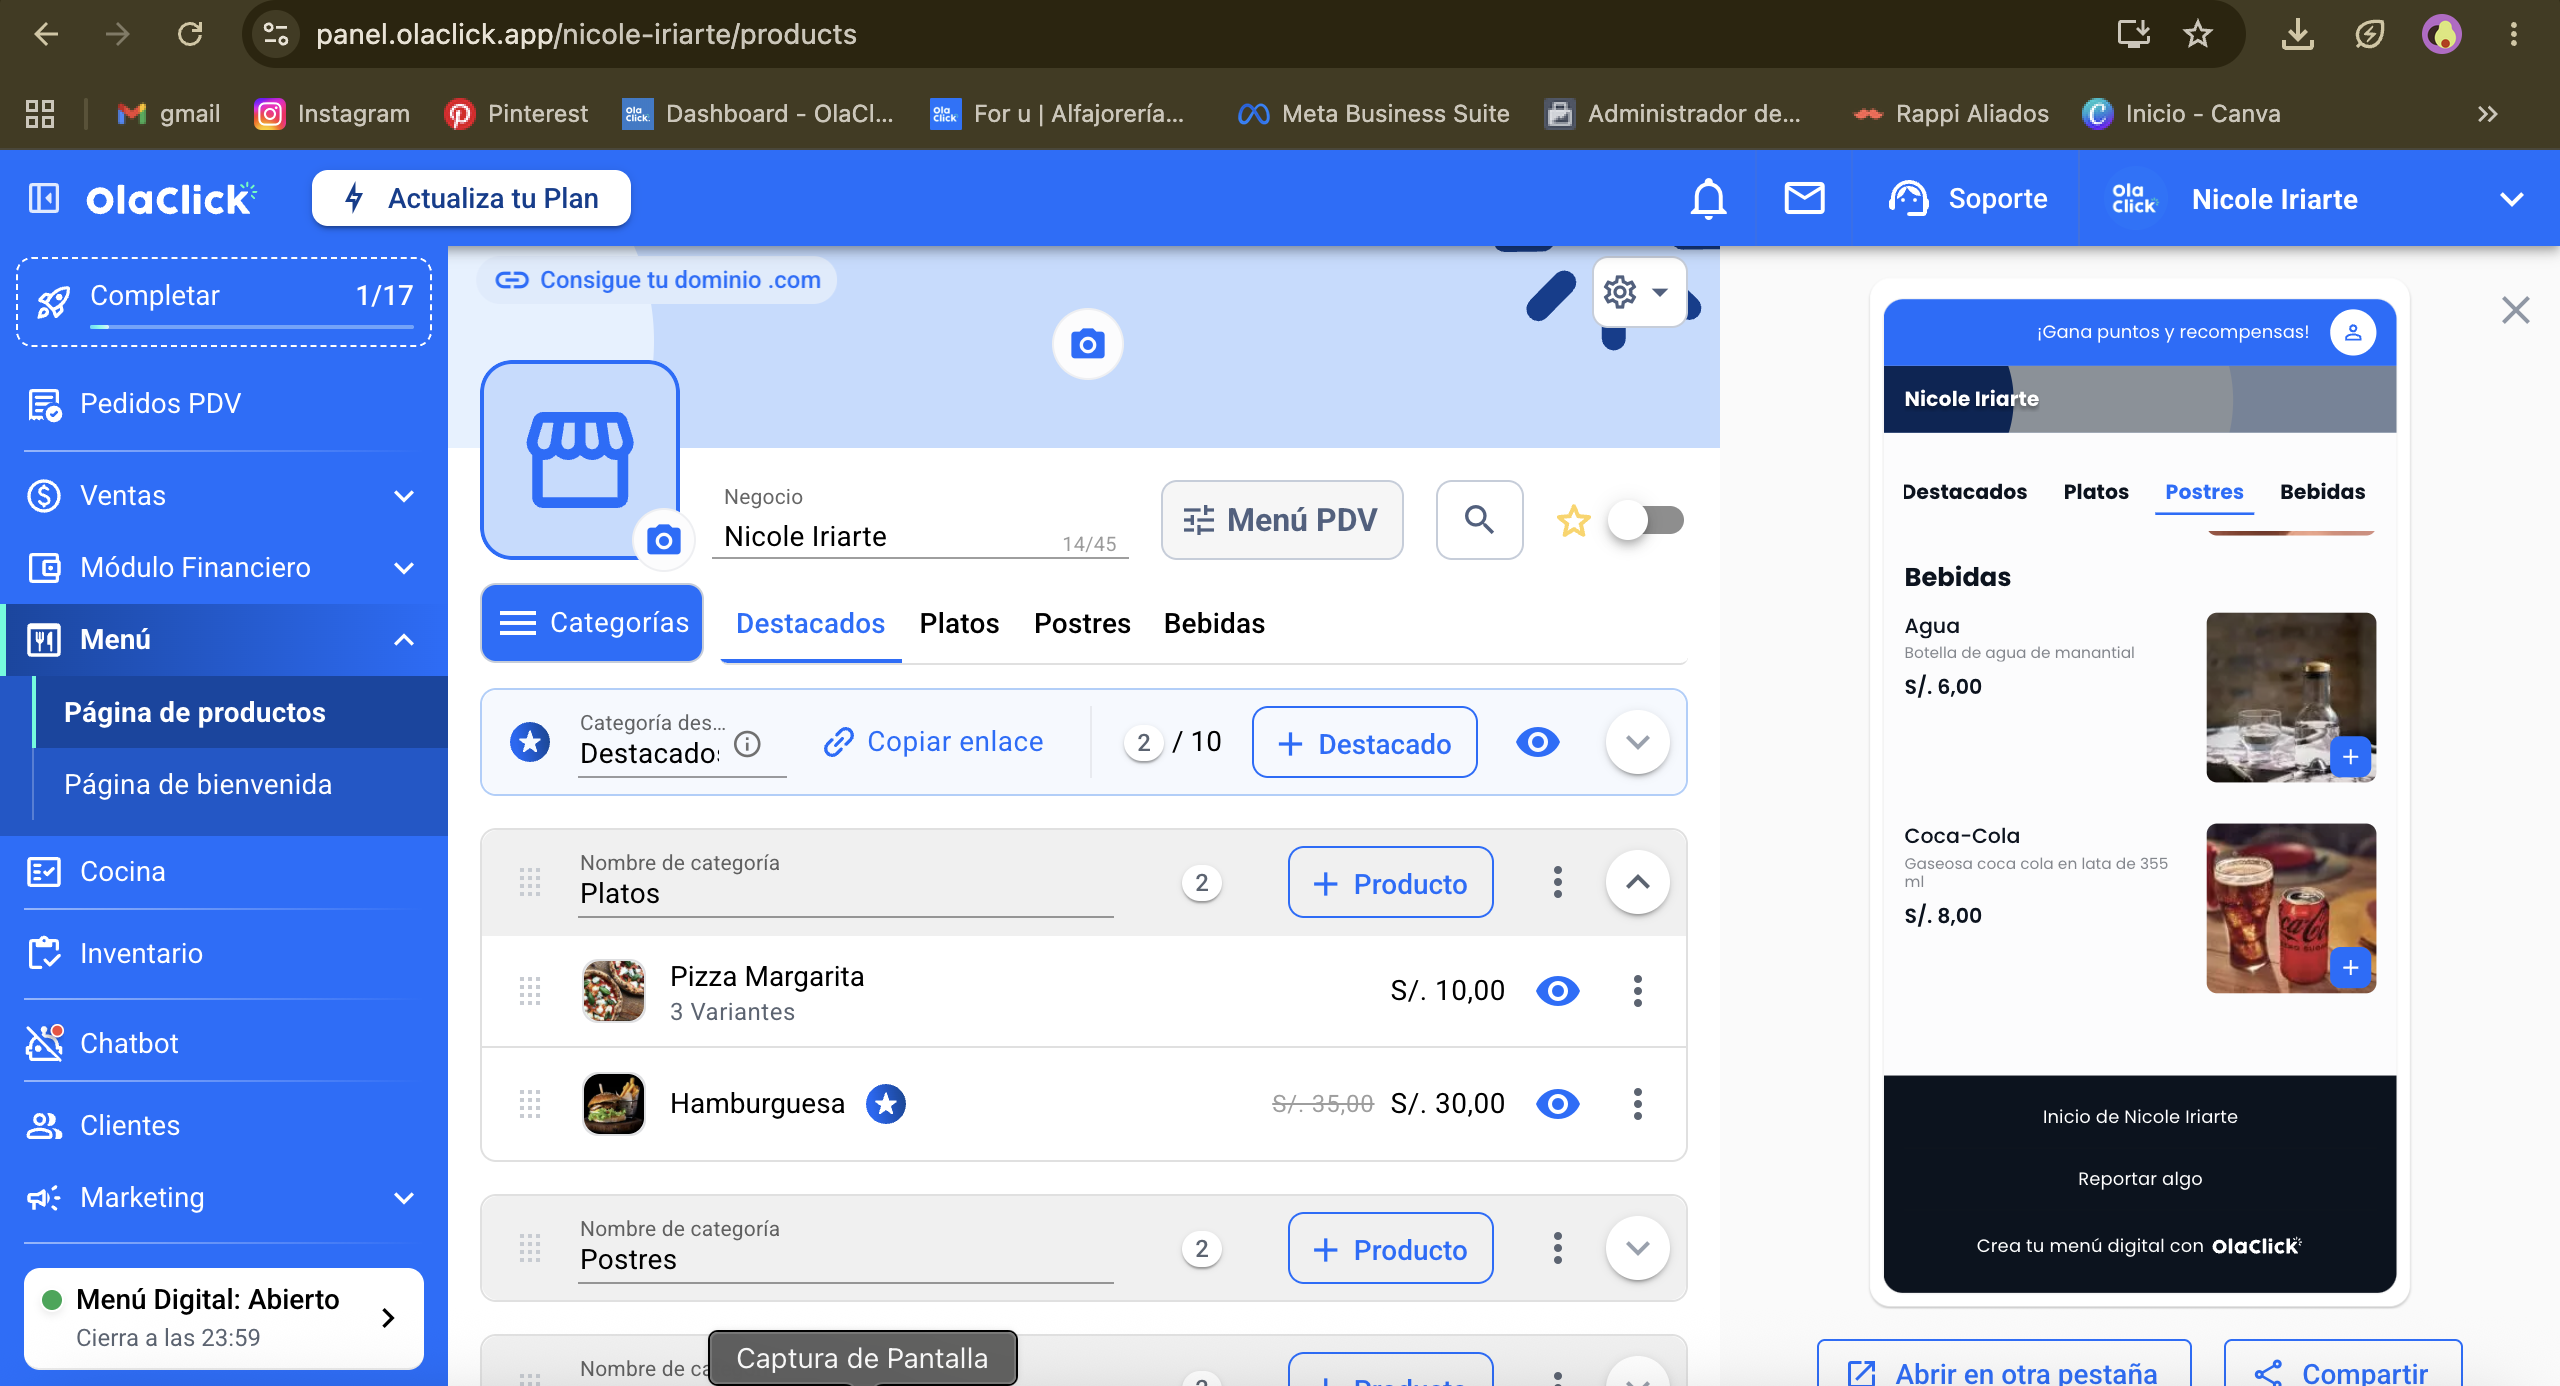 panel.olaclick.app/nicole-iriarte/products
gmail
Instagram
Pinterest
Dashboard - OlaCl...
For u | Alfajorería...
Meta Business Suite
Administrador de...
Rappi Aliados
Inicio - Canva
OlaClick
Actualiza tu Plan
Soporte
Ola Click
Nicole Iriarte
Completar 1/17
Pedidos PDV
Ventas
Módulo Financiero
Menú
Página de productos
Página de bienvenida
Cocina
Inventario
Chatbot
Clientes
Marketing
Menú Digital: Abierto
Cierra a las 23:59
Consigue tu dominio .com
Negocio
Nicole Iriarte
14/45
Menú PDV
Categorías
Destacados
Platos
Postres
Bebidas
Categoría des...
Destacados
Copiar enlace
2 / 10
+ Destacado
Nombre de categoría
Platos
2
+ Producto
Pizza Margarita
3 Variantes
S/. 10,00
Hamburguesa
S/. 35,00 S/. 30,00
Nombre de categoría
Postres
2
+ Producto
Nombre de ca
Captura de Pantalla
2
+ Producto
¡Gana puntos y recompensas!
Nicole Iriarte
Destacados
Platos
Postres
Bebidas
Bebidas
Agua
Botella de agua de manantial
S/. 6,00
Coca-Cola
Gaseosa coca cola en lata de 355
ml
S/. 8,00
Inicio de Nicole Iriarte
Reportar algo
Crea tu menú digital con OlaClick
Abrir en otra pestaña
Compartir